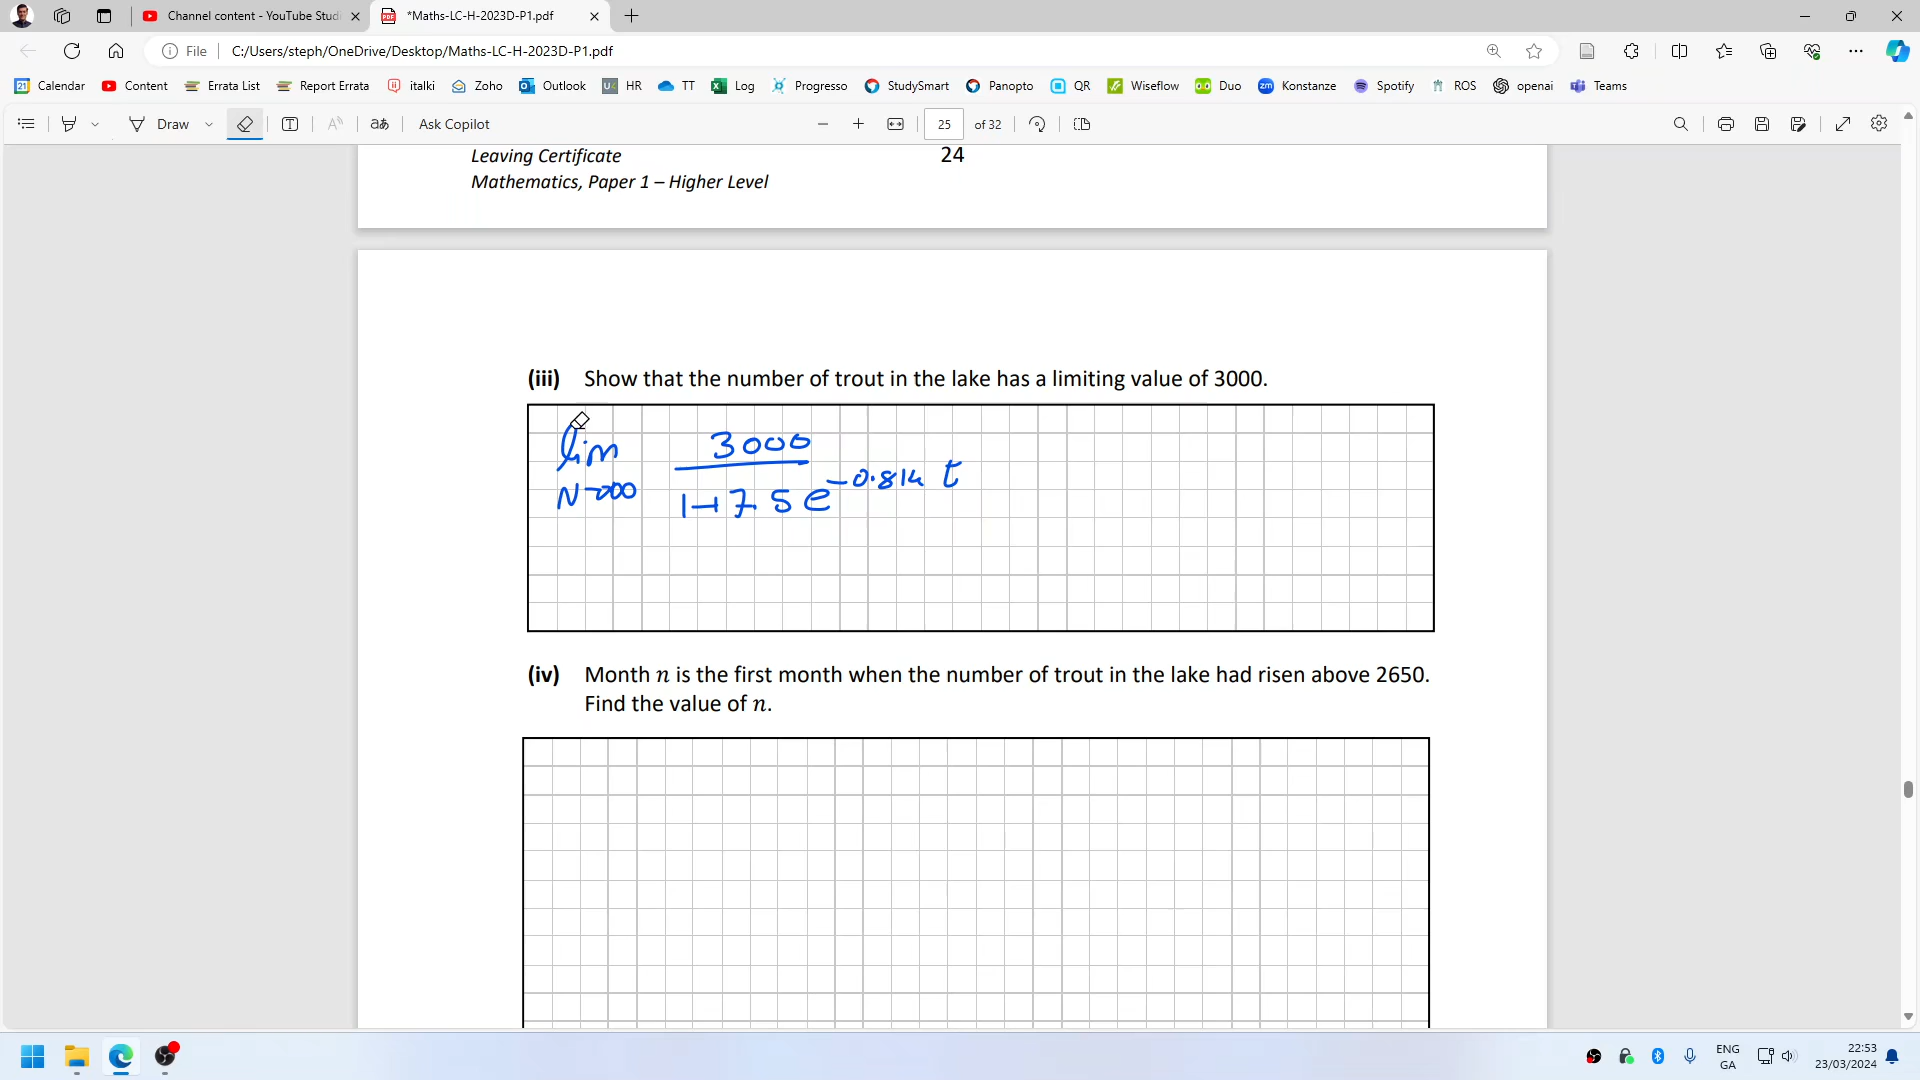 Channel content - YouTube Studi
*Maths-LC-H-2023D-P1.pdf
File C:/Users/steph/OneDrive/Desktop/Maths-LC-H-2023D-P1.pdf
Calendar Content Errata List Report Errata italki Zoho Outlook HR TT Log Progresso StudySmart Panopto QR Wiseflow Duo Konstanze Spotify ROS openai Teams
Draw Ask Copilot 25 of 32
Leaving Certificate 24
Mathematics, Paper 1 – Higher Level
(iii) Show that the number of trout in the lake has a limiting value of 3000.
lim 3000
N→∞ 1+7.5e^-0.81k t
(iv) Month n is the first month when the number of trout in the lake had risen above 2650.
Find the value of n.
ENG
GA
22:53
23/03/2024